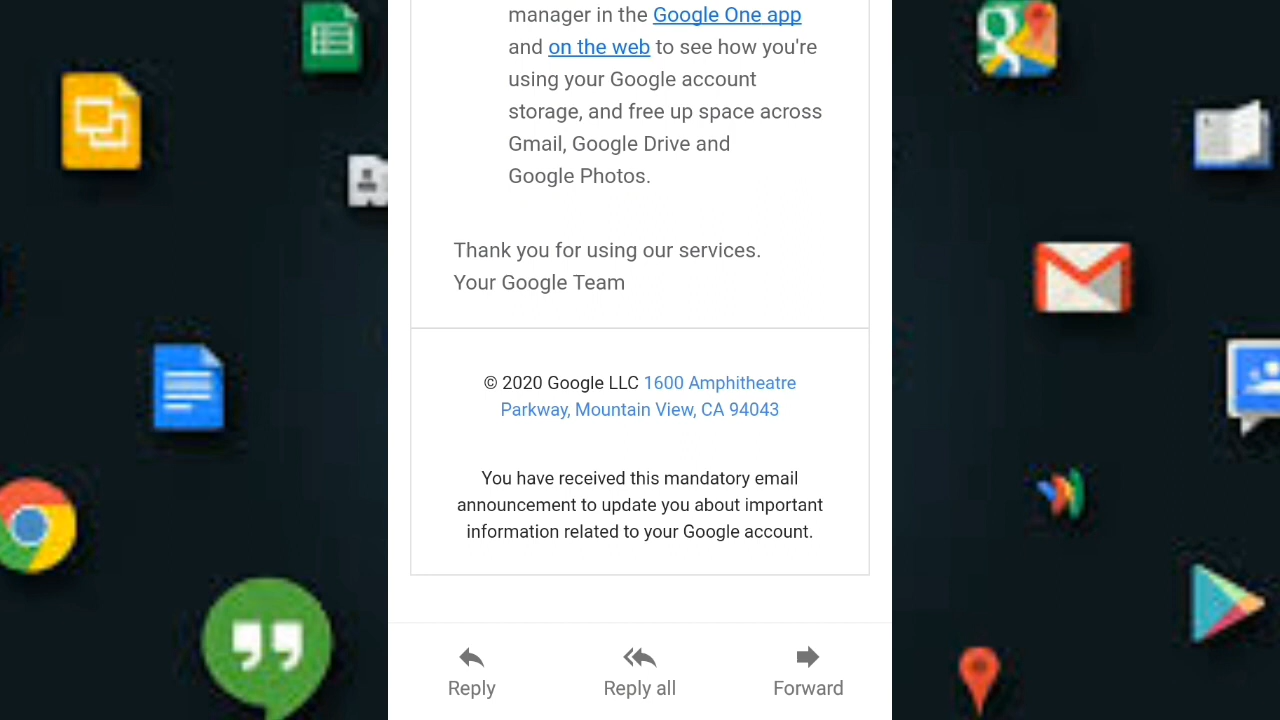 manager in the Google One app
and on the web to see how you're
using your Google account
storage, and free up space across
Gmail, Google Drive and
Google Photos.
Thank you for using our services.
Your Google Team
© 2020 Google LLC 1600 Amphitheatre
Parkway, Mountain View, CA 94043
You have received this mandatory email
announcement to update you about important
information related to your Google account.
Reply
Reply all
Forward